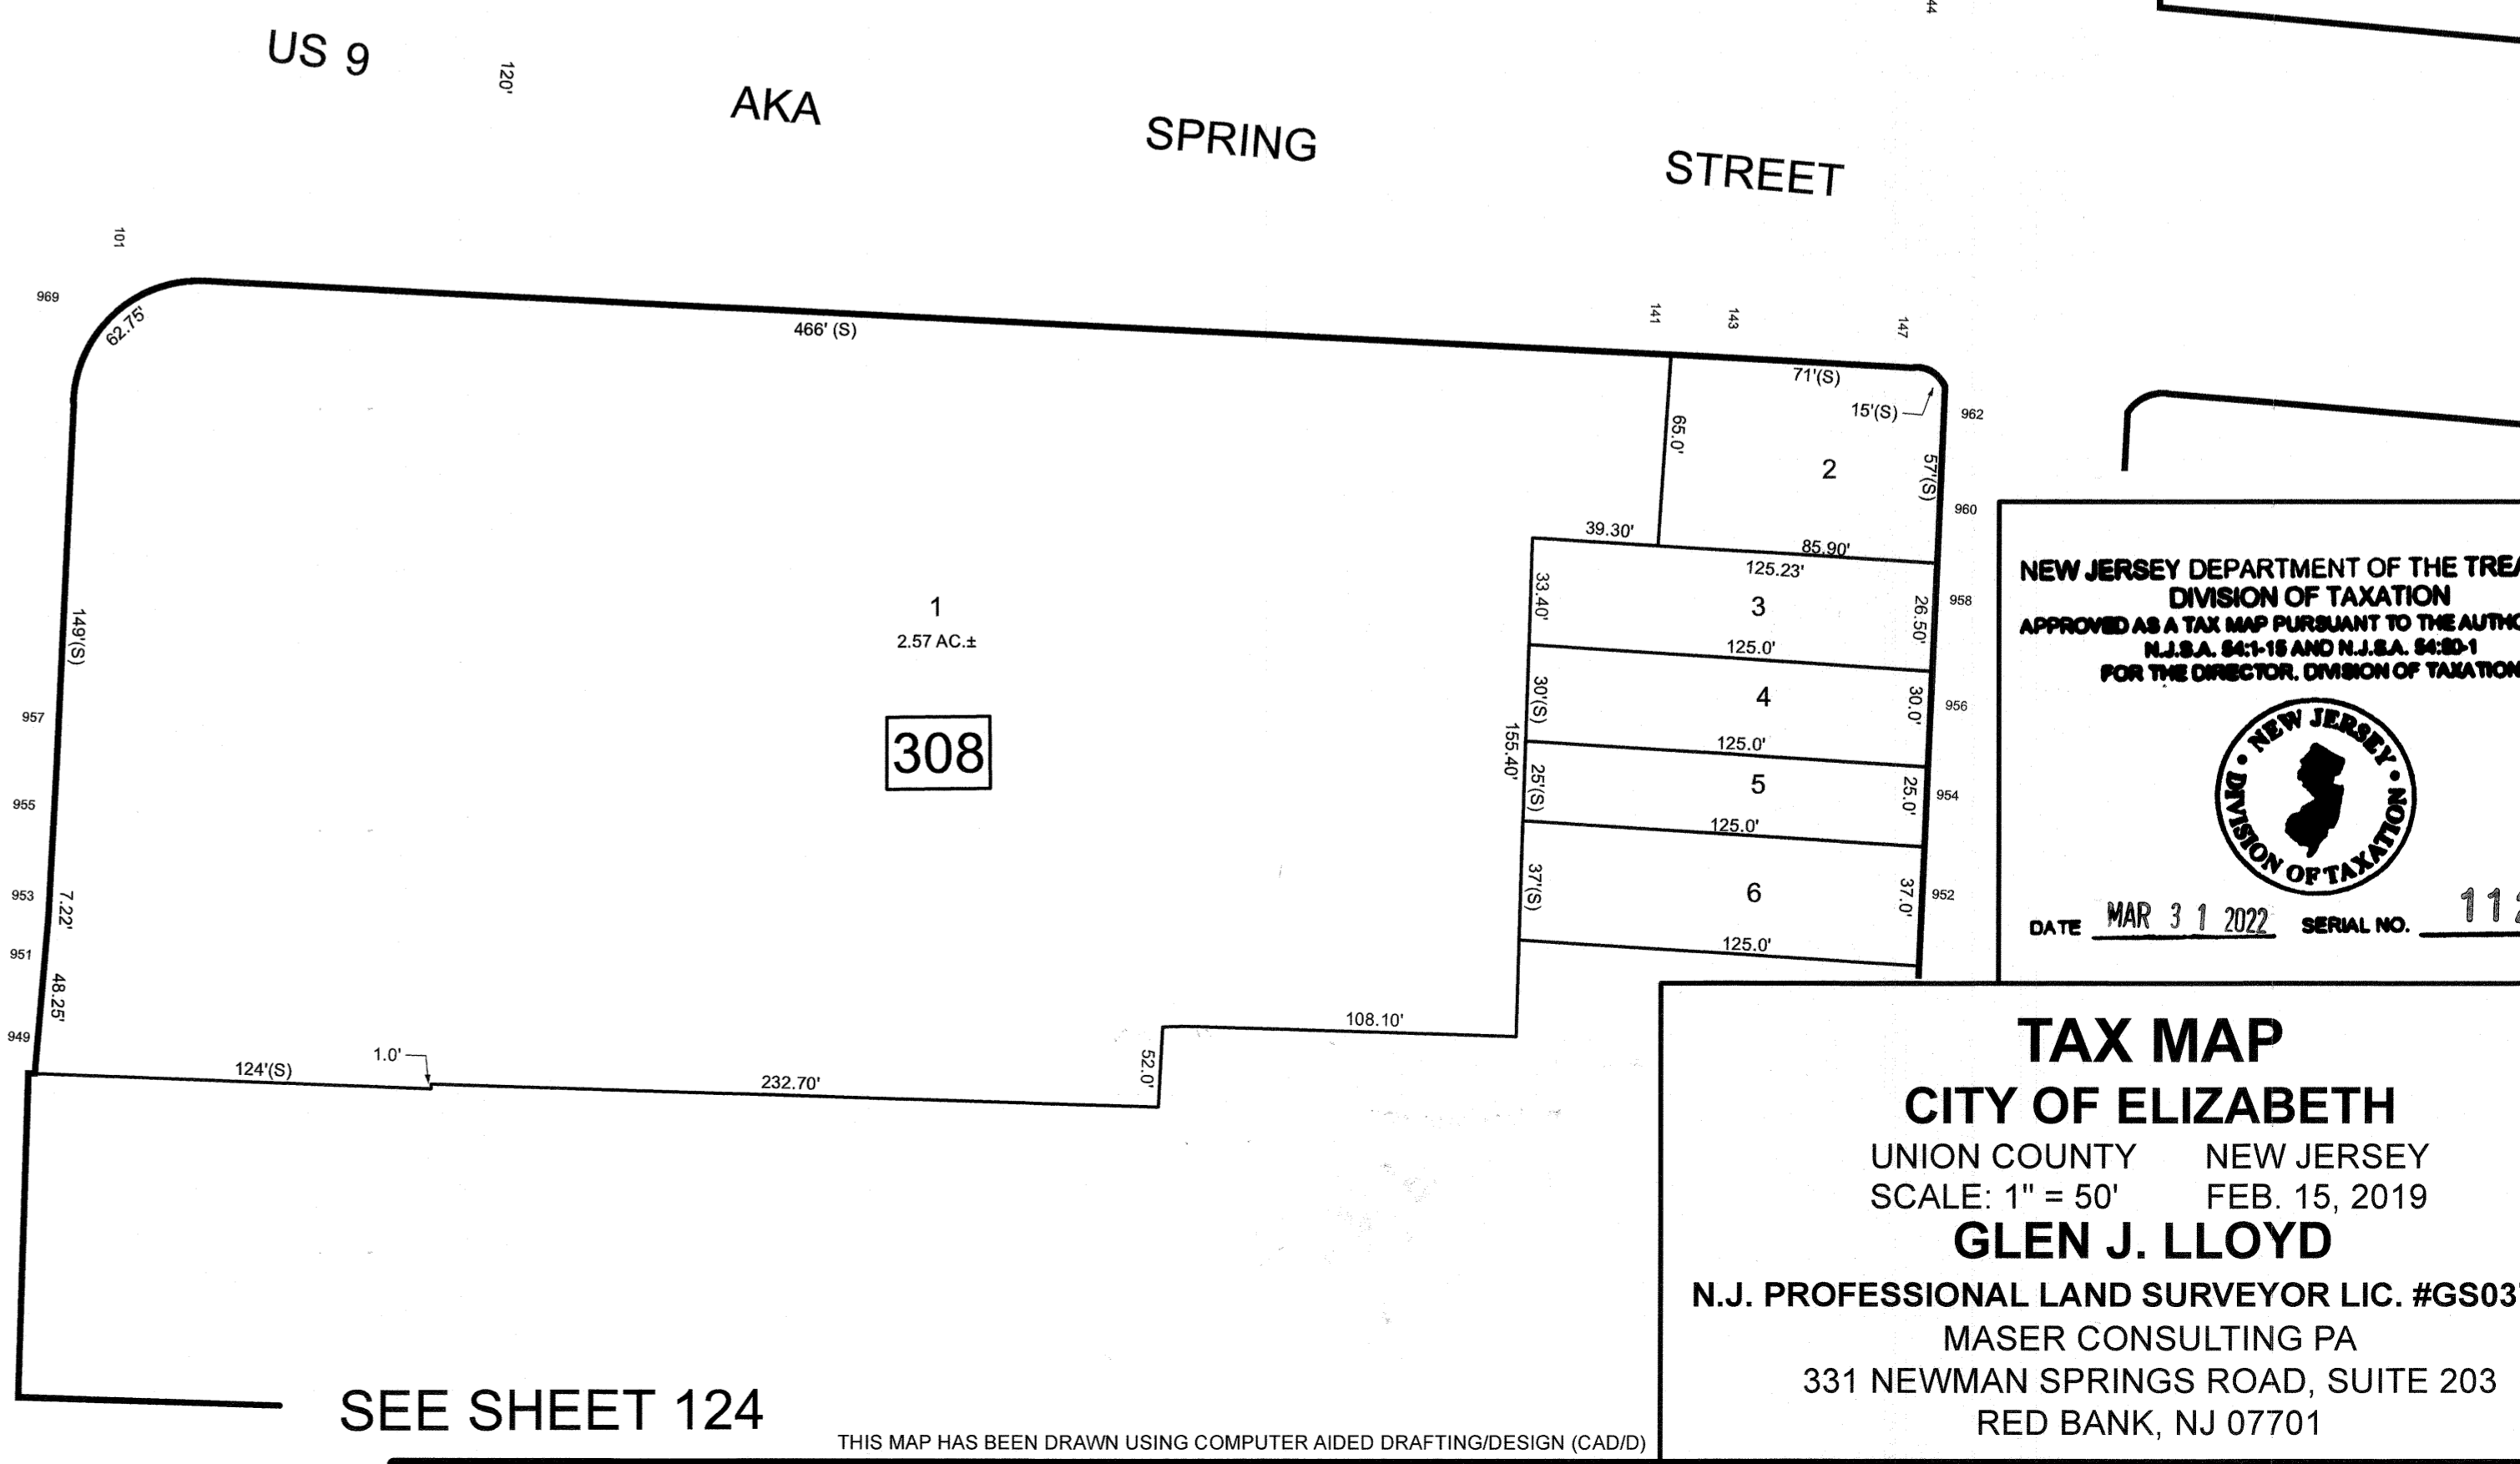 44
US 9
120'
AKA
SPRING
STREET
101
969
62.75'
466' (S)
141
143
147
71'(S)
15'(S)
962
65.0'
2
57'(S)
960
39.30'
85.90'
125.23'
33.40'
3
26.50'
958
125.0'
1
2.57 AC.±
149'(S)
30'(S)
4
30.0'
956
125.0'
308
957
155.40'
25'(S)
5
25.0'
954
125.0'
955
37'(S)
6
37.0'
952
125.0'
953
7.22'
951
48.25'
949
124'(S)
1.0'
232.70'
52.0'
108.10'
NEW JERSEY DEPARTMENT OF THE
DIVISION OF TAXATION
APPROVED AS A TAX MAP PURSUANT TO THE
N.J.S.A. 54:1-15 AND N.J.S.A. 54:50-1
FOR THE DIRECTOR, DIVISION OF TAXATION
NEW JERSEY
DIVISION OF TAXATION
DATE MAR 31 2022 SERIAL NO.
TAX MAP
CITY OF ELIZABETH
UNION COUNTY NEW JERSEY
SCALE: 1" = 50' FEB. 15, 2019
GLEN J. LLOYD
N.J. PROFESSIONAL LAND SURVEYOR LIC.
MASER CONSULTING PA
331 NEWMAN SPRINGS ROAD, SUITE 203
RED BANK, NJ 07701
SEE SHEET 124
THIS MAP HAS BEEN DRAWN USING COMPUTER AIDED DRAFTING/DESIGN (CAD/D)